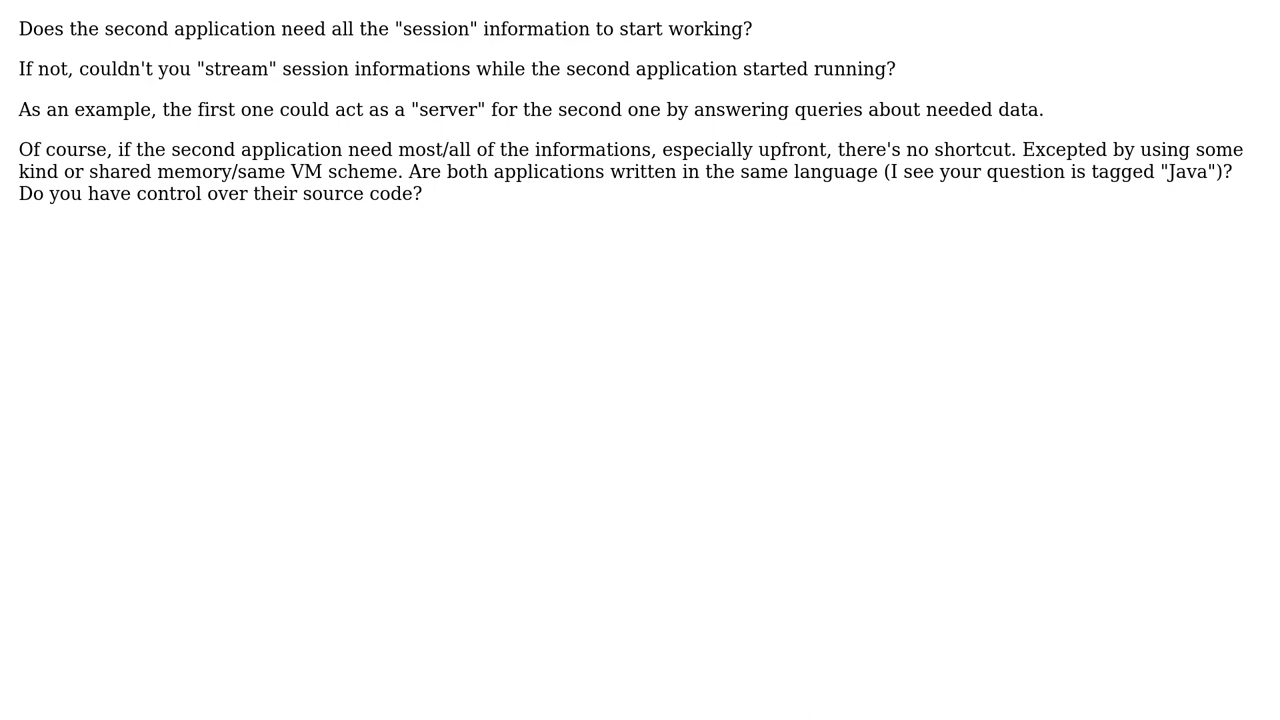 Does the second application need all the "session" information to start working?
If not, couldn't you "stream" session informations while the second application started running?
As an example, the first one could act as a "server" for the second one by answering queries about needed data.
Of course, if the second application need most/all of the informations, especially upfront, there's no shortcut. Excepted by using some
kind or shared memory/same VM scheme. Are both applications written in the same language (I see your question is tagged "Java")?
Do you have control over their source code?